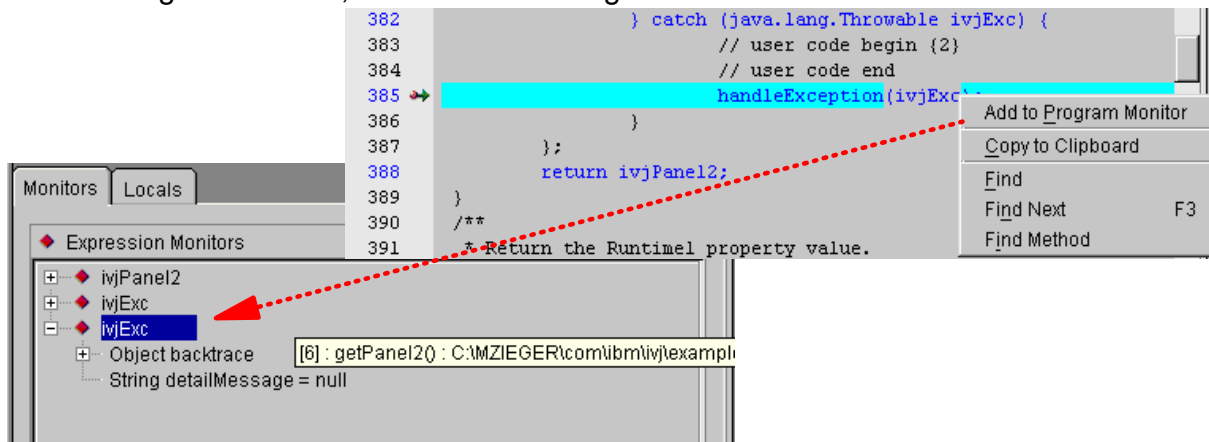 382 } catch (java.lang.Throwable ivjExc) {
383 // user code begin {2}
384 // user code end
385 handleException(ivjExc);
386 }
387 };
388 return ivjPanel2;
389 }
390 /**
391 * Return the Runtime1 property value.
Add to Program Monitor
Copy to Clipboard
Find
Find Next F3
Find Method
Monitors Locals
Expression Monitors
ivjPanel2
ivjExc
ivjExc
Object backtrace
[6] : getPanel2() : C:\MZIEGER\com\ibm\ivj\exampl
String detailMessage = null